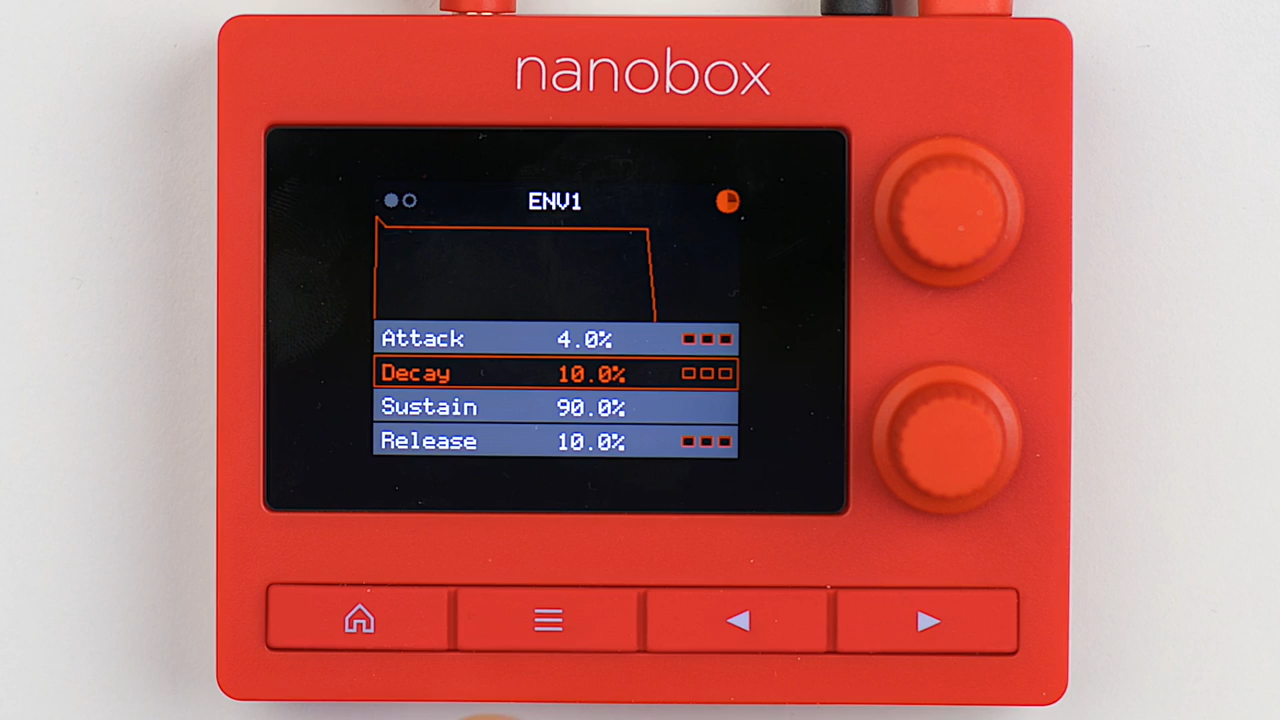 nanobox
ENV1
Attack 4.0%
Decay 10.0%
Sustain 90.0%
Release 10.0%